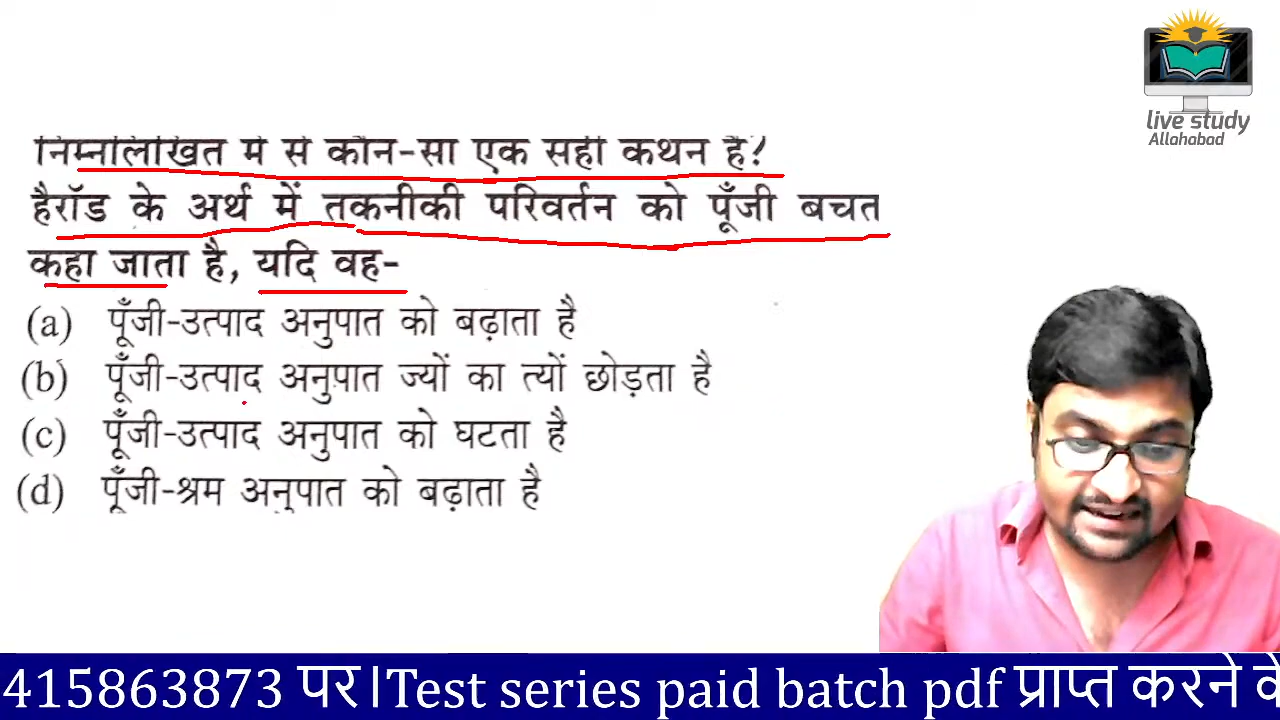 live study
Allahabad
निम्नलिखित में से कौन-सा एक सही कथन है?
हैरॉड के अर्थ में तकनीकी परिवर्तन को पूँजी बचत
कहा जाता है, यदि वह-
(a) पूँजी-उत्पाद अनुपात को बढ़ाता है
(b) पूँजी-उत्पाद अनुपात ज्यों का त्यों छोड़ता है
(c) पूँजी-उत्पाद अनुपात को घटता है
(d) पूँजी-श्रम अनुपात को बढ़ाता है
415863873 पर।Test series paid batch pdf प्राप्त करने